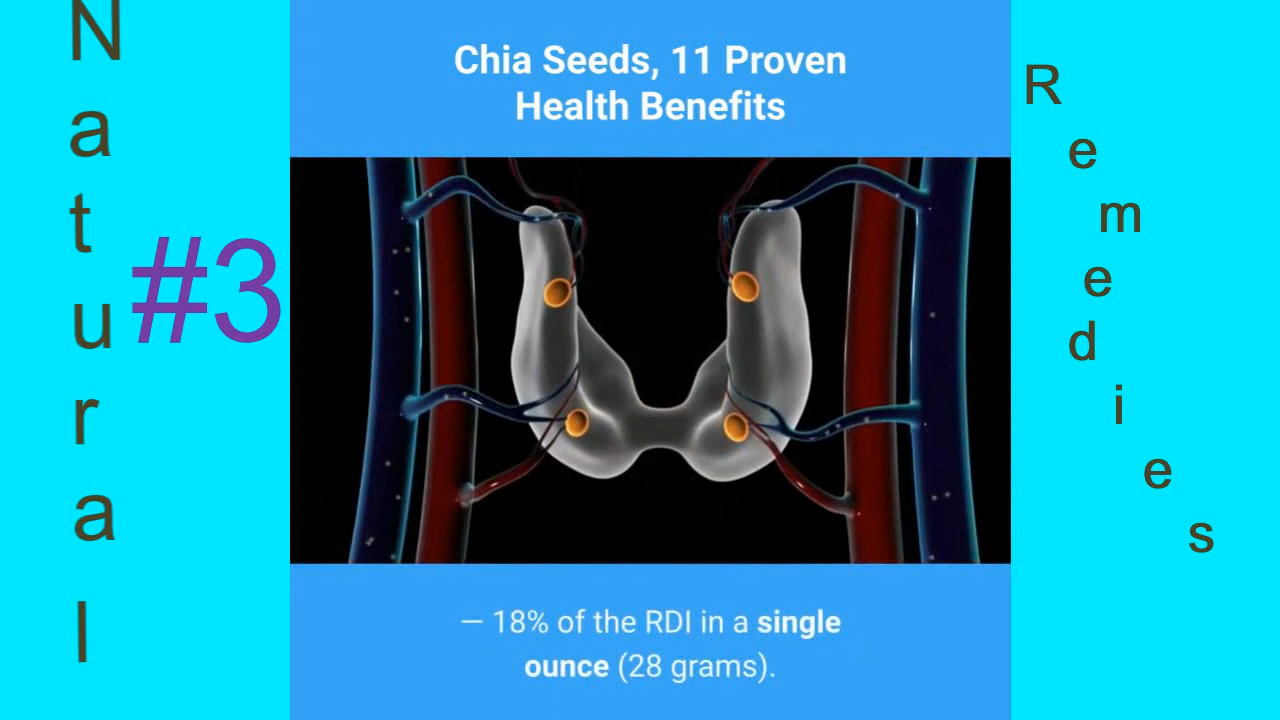 Natural
#3
Chia Seeds, 11 Proven
Health Benefits
— 18% of the RDI in a single
ounce (28 grams).
Remedies